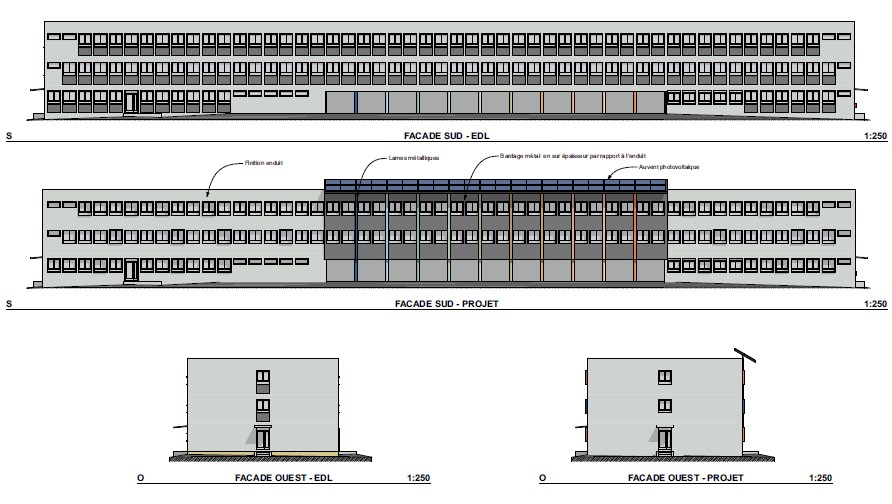 S FACADE SUD - EDL 1:250
Finition enduit
Lames métalliques
Bardage métal en sur épaisseur par rapport à l'enduit
Auvent photovoltaique
S FACADE SUD - PROJET 1:250
O FACADE OUEST - EDL 1:250
O FACADE OUEST - PROJET 1:250